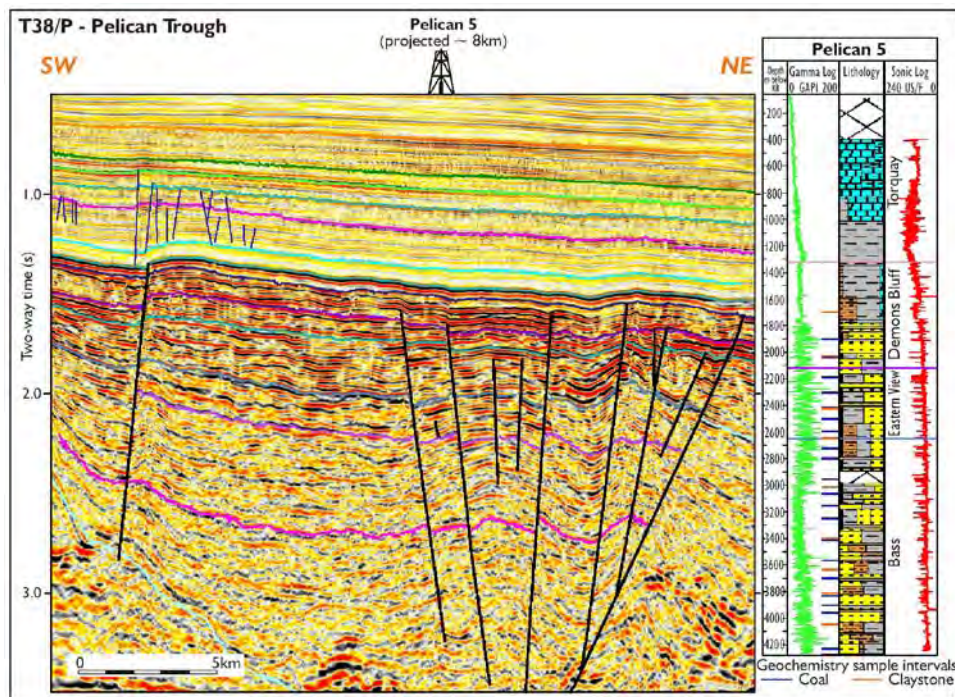 T38/P - Pelican Trough
Pelican 5
(projected ~ 8km)
SW
NE
1.0
2.0
3.0
Two-way time (s)
0
5km
Pelican 5
Depth
Gamma Log
0 GAPI 200
Lithology
Sonic Log
240 US/F 0
200
400
600
800
1000
1200
1400
1600
1800
2000
2200
2400
2600
2800
3000
3200
3400
3600
3800
4000
4200
Torquay
Demons Bluff
Eastern View
Bass
Geochemistry sample intervals
Coal
Claystone